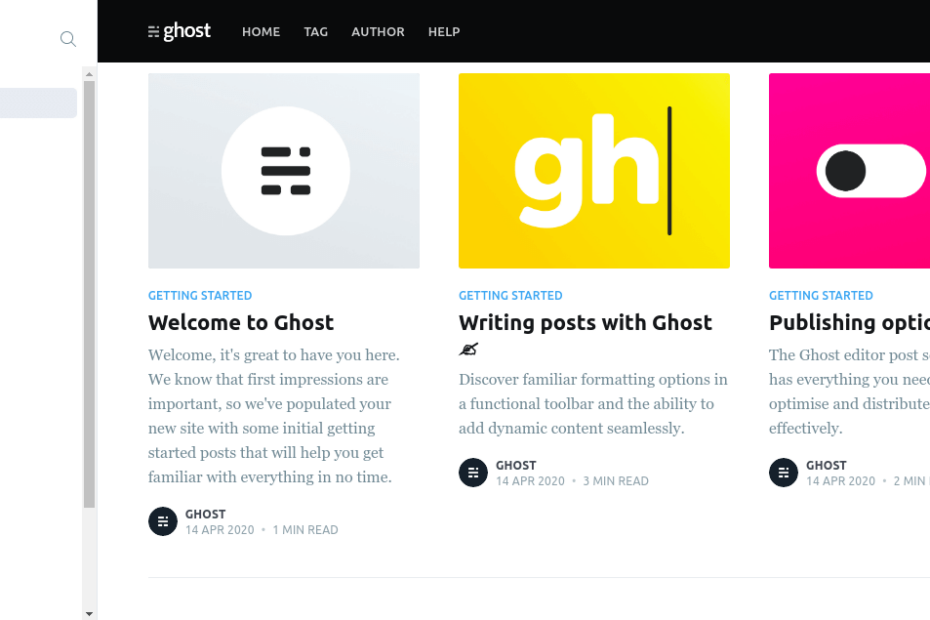 ghost HOME TAG AUTHOR HELP
gh
GETTING STARTED
Welcome to Ghost
Welcome, it's great to have you here.
We know that first impressions are
important, so we've populated your
new site with some initial getting
started posts that will help you get
familiar with everything in no time.
GHOST
14 APR 2020 • 1 MIN READ
GETTING STARTED
Writing posts with Ghost
✍
Discover familiar formatting options in
a functional toolbar and the ability to
add dynamic content seamlessly.
GHOST
14 APR 2020 • 3 MIN READ
GETTING STARTED
Publishing optio
The Ghost editor post s
has everything you need
optimise and distribute
effectively.
GHOST
14 APR 2020 • 2 MIN